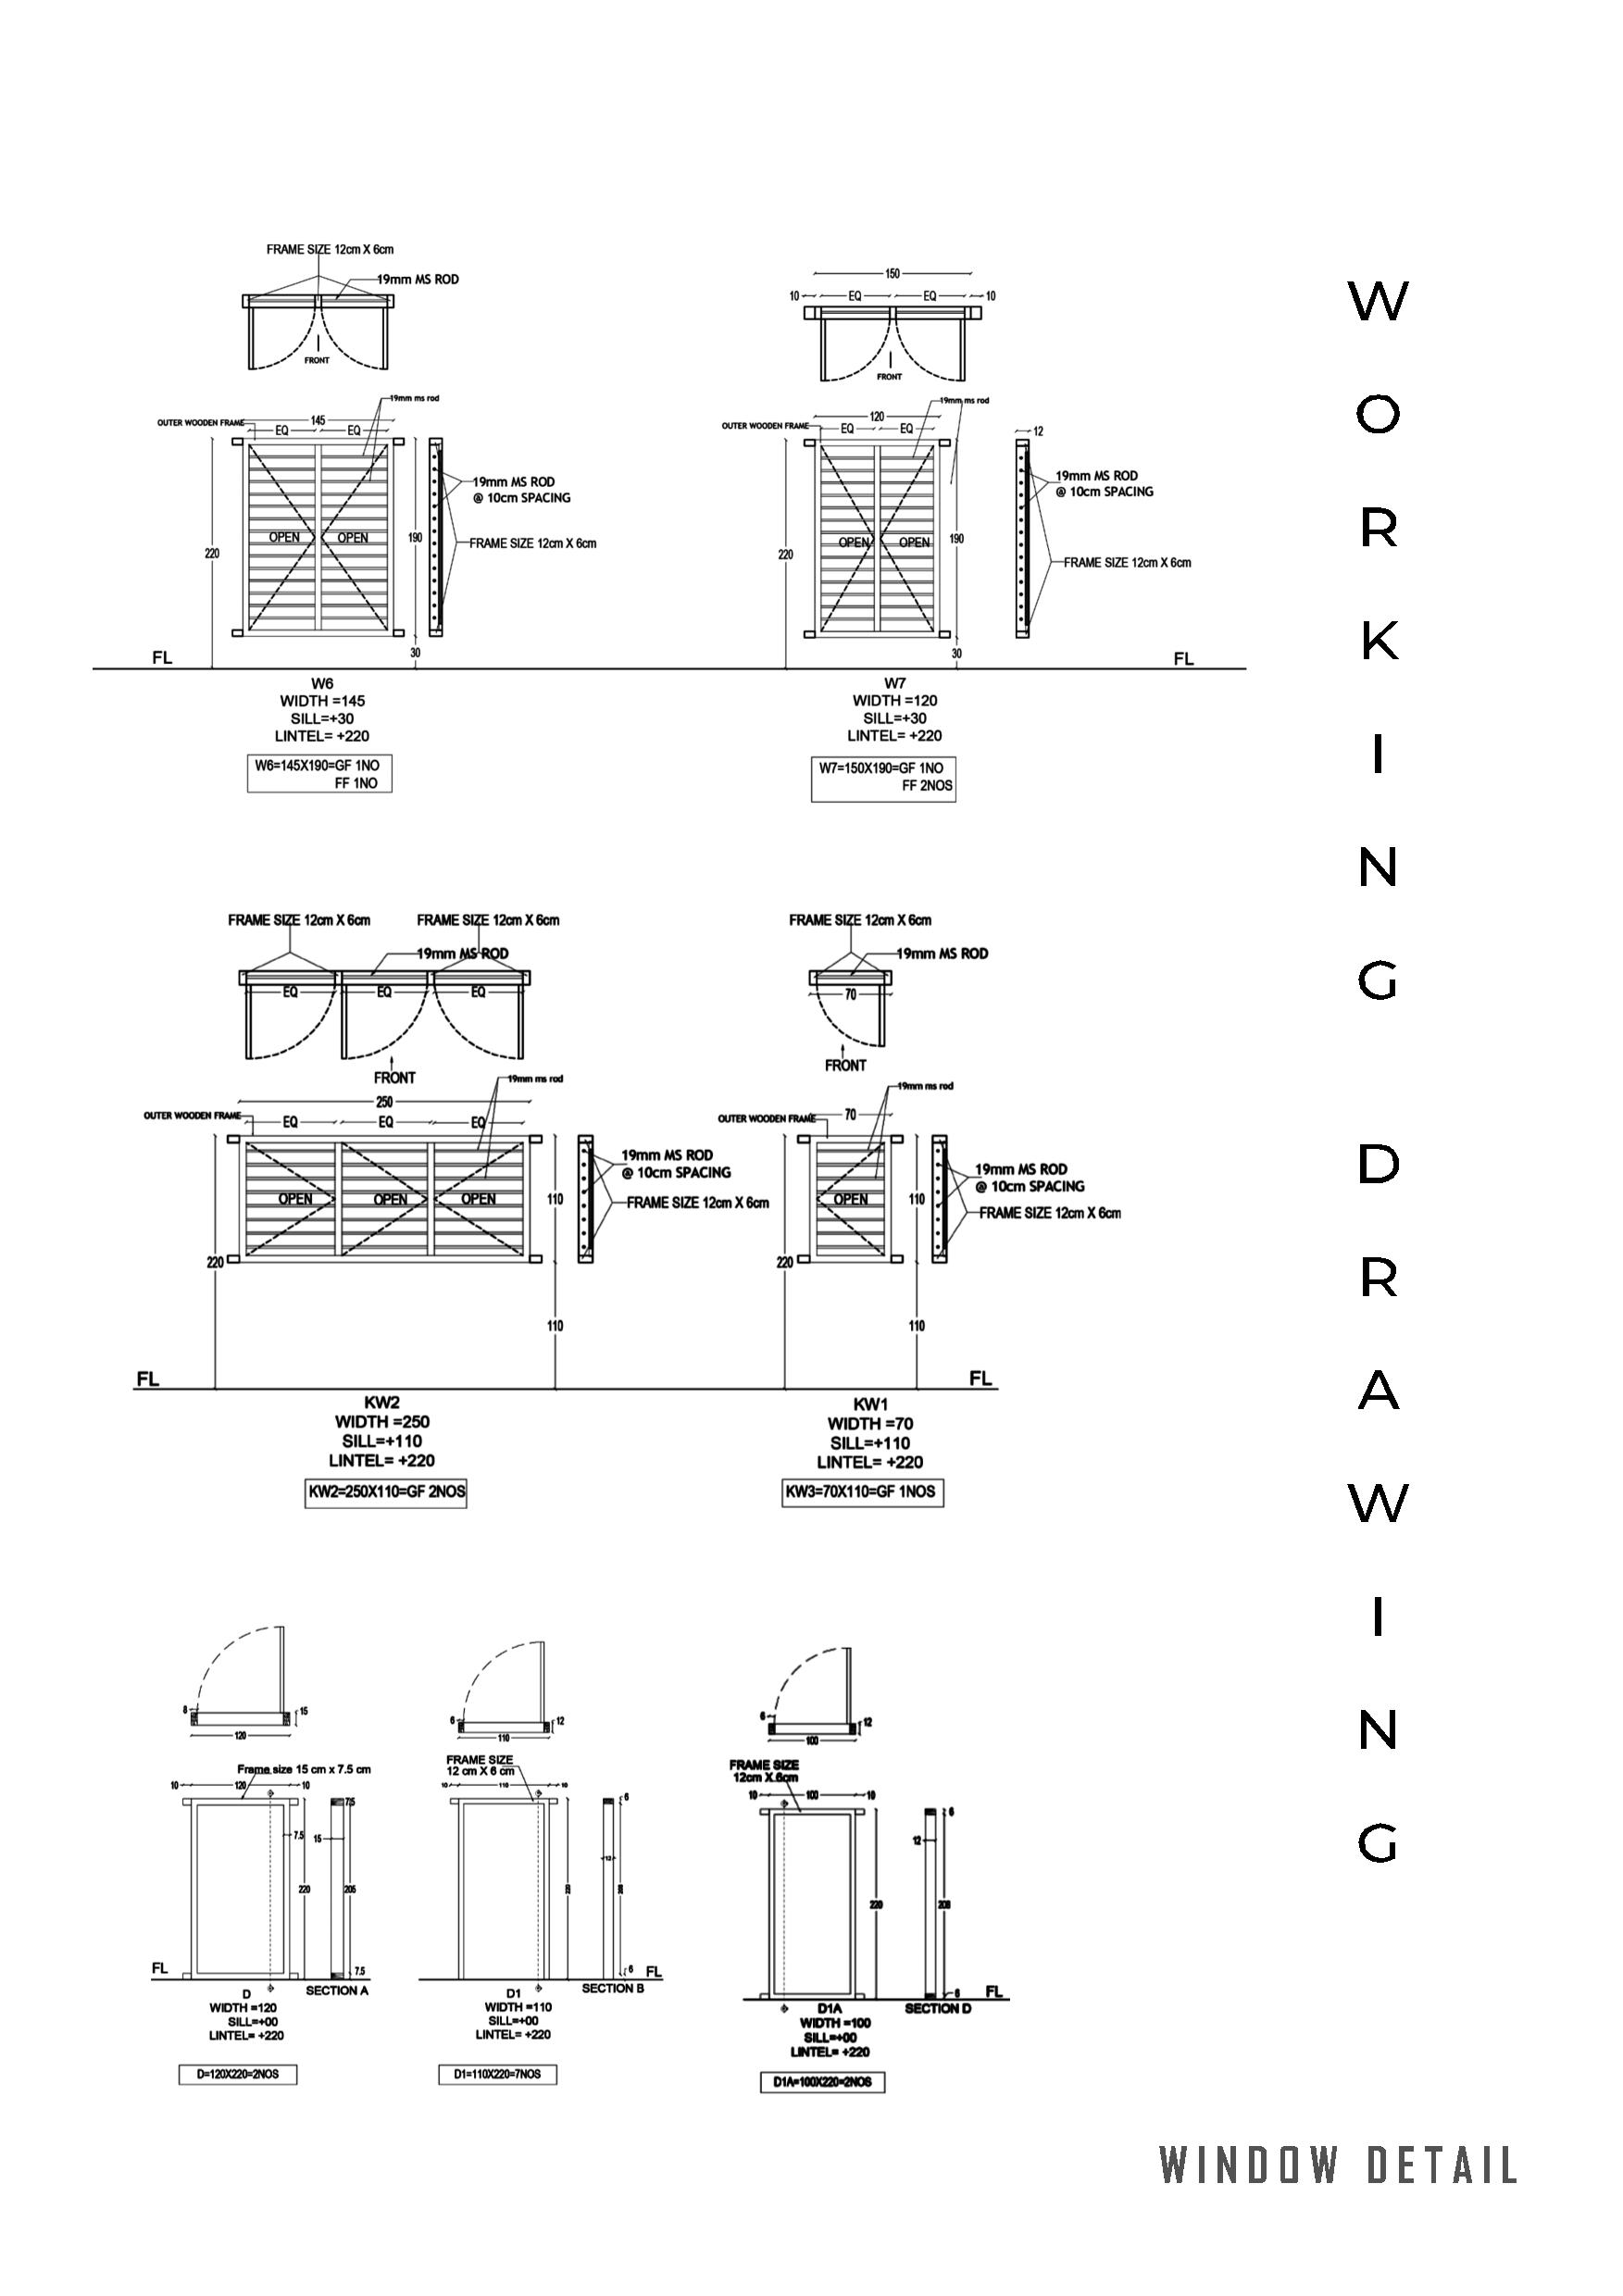 FRAME SIZE 12cm X 6cm
19mm MS ROD
FRONT
150
10 EQ EQ 10
FRONT
19mm ms rod
OUTER WOODEN FRAME
145
EQ EQ
19mm MS ROD
@ 10cm SPACING
OPEN OPEN
190
220
FRAME SIZE 12cm X 6cm
30
FL
19mm ms rod
OUTER WOODEN FRAME
120
EQ EQ
12
19mm MS ROD
@ 10cm SPACING
OPEN OPEN
190
220
FRAME SIZE 12cm X 6cm
30
FL
W6
WIDTH =145
SILL=+30
LINTEL= +220
W6=145X190=GF 1NO
FF 1NO
W7
WIDTH =120
SILL=+30
LINTEL= +220
W7=150X190=GF 1NO
FF 2NOS
FRAME SIZE 12cm X 6cm FRAME SIZE 12cm X 6cm
19mm MS ROD
EQ EQ EQ
FRONT
19mm ms rod
250
OUTER WOODEN FRAME
EQ EQ EQ
19mm MS ROD
@ 10cm SPACING
OPEN OPEN OPEN
110
FRAME SIZE 12cm X 6cm
220
110
FL
FRAME SIZE 12cm X 6cm
19mm MS ROD
70
FRONT
19mm ms rod
70
OUTER WOODEN FRAME
19mm MS ROD
@ 10cm SPACING
OPEN
110
FRAME SIZE 12cm X 6cm
220
110
FL
KW2
WIDTH =250
SILL=+110
LINTEL= +220
KW2=250X110=GF 2NOS
KW1
WIDTH =70
SILL=+110
LINTEL= +220
KW3=70X110=GF 1NOS
8
15
120
Frame size 15 cm x 7.5 cm
10 120 10
7.5
7.5
15
220
205
7.5
FL
D
SECTION A
WIDTH =120
SILL=+00
LINTEL= +220
D=120X220=2NOS
6
12
110
FRAME SIZE
12 cm X 6 cm
10 110 10
6
12
6
FL
D1
SECTION B
WIDTH =110
SILL=+00
LINTEL= +220
D1=110X220=7NOS
6
12
100
FRAME SIZE
12cm X 6cm
10 100 10
6
12
220
208
6
FL
D1A
SECTION D
WIDTH =100
SILL=+00
LINTEL= +220
D1A=100X220=2NOS
WORKING DRAWING
WINDOW DETAIL